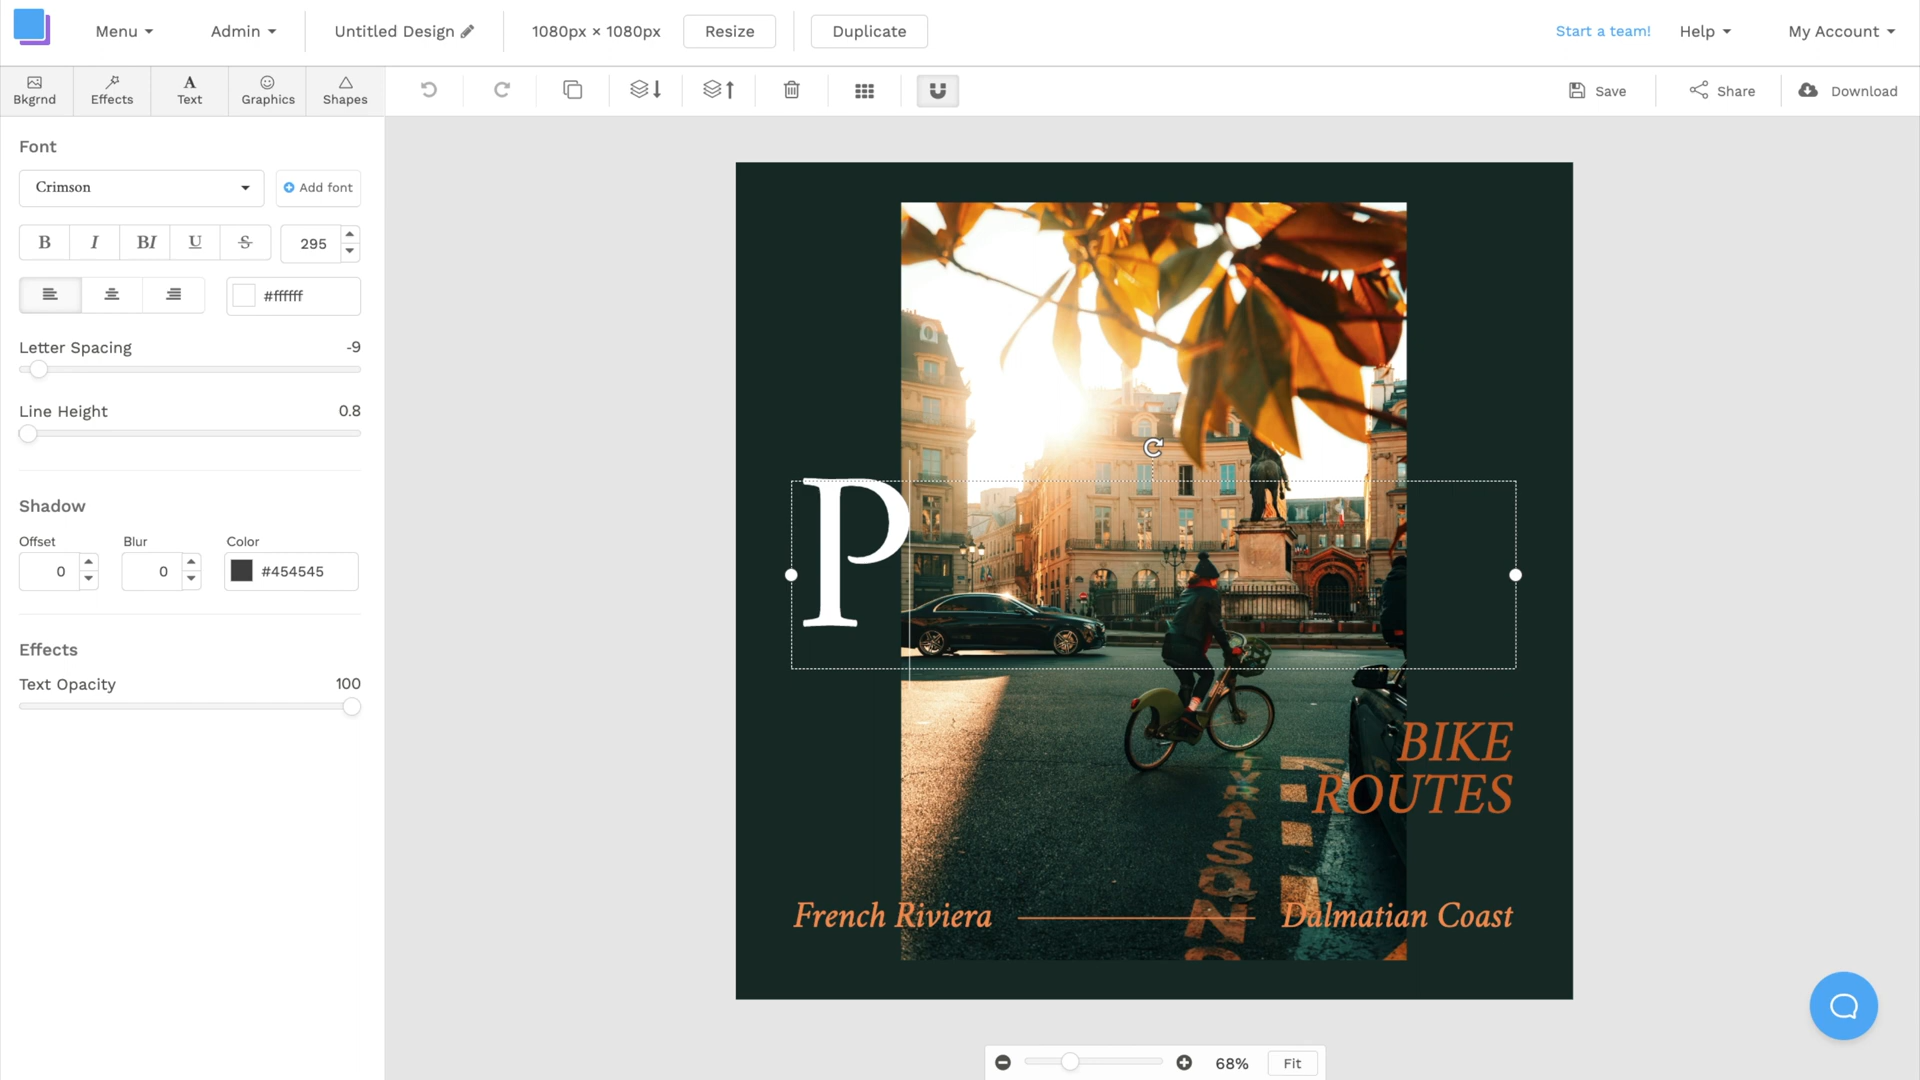 Menu
Admin
Untitled Design
1080px × 1080px
Resize
Duplicate
Start a team!
Help
My Account
Bkgrnd
Effects
Text
Graphics
Shapes
Save
Share
Download
Font
Crimson
Add font
B
I
BI
U
S
295
#ffffff
Letter Spacing
-9
Line Height
0.8
Shadow
Offset
Blur
Color
0
0
#454545
Effects
Text Opacity
100
P
BIKE
ROUTES
French Riviera
Dalmatian Coast
68%
Fit